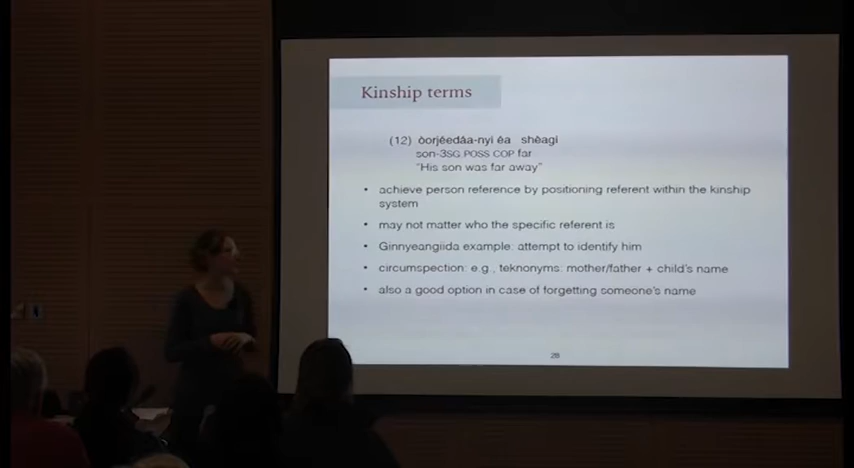 Kinship terms
(12) òorjéedâa-nyi éa shèagi
son-3SG POSS COP far
"His son was far away"
• achieve person reference by positioning referent within the kinship
system
• may not matter who the specific referent is
• Ginnyeangiida example: attempt to identify him
• circumspection: e.g., teknonyms: mother/father + child's name
• also a good option in case of forgetting someone's name
28